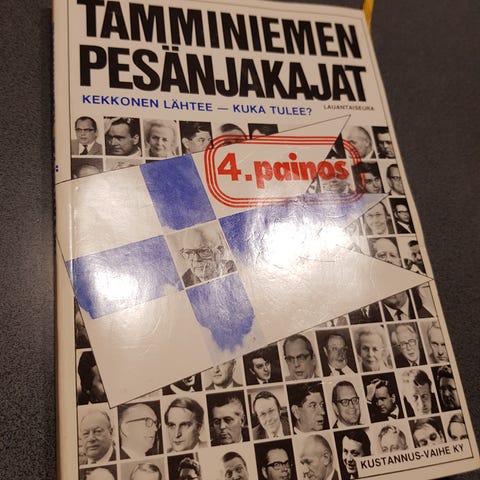 TAMMINIEMEN
PESÄNJAKAJAT
KEKKONEN LÄHTEE — KUKA TULEE?
LAUANTAISEURA
4. painos
KUSTANNUS-VAIHE KY